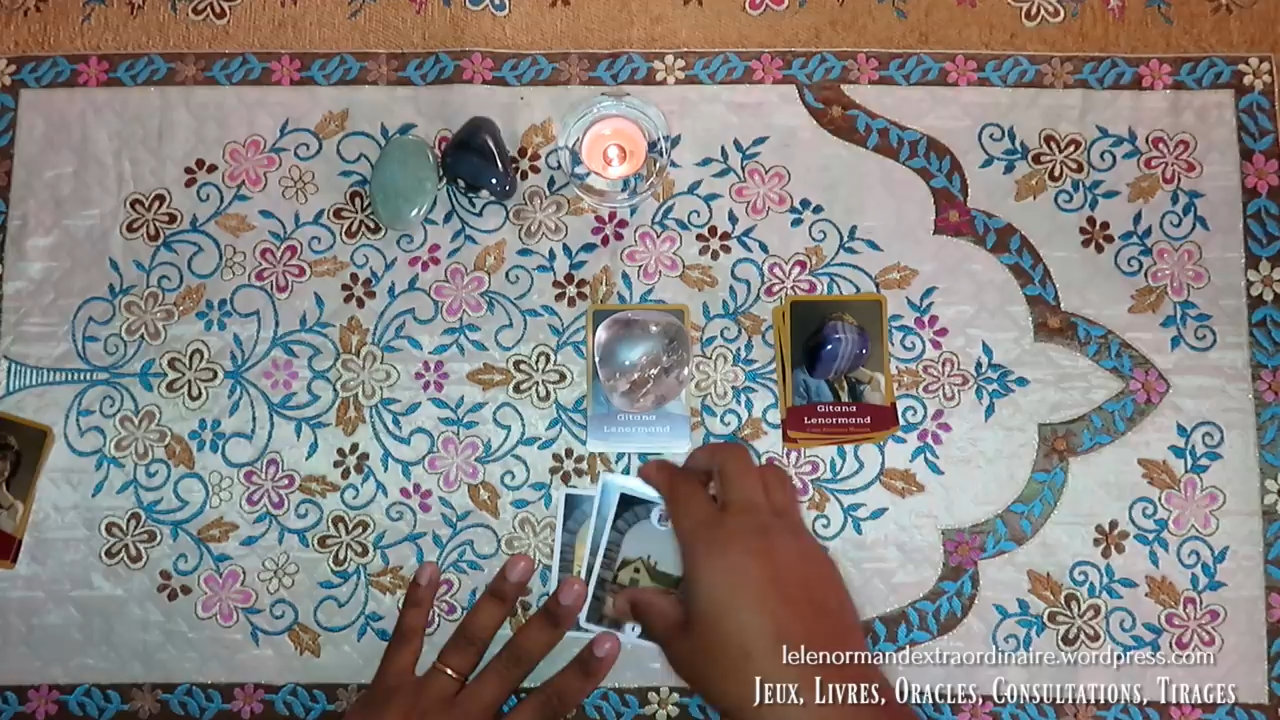 Gitana
Lenormand
Gitana
Lenormand
lelenormandextraordinaire.wordpress.com
Jeux, Livres, Oracles, Consultations, Tirages